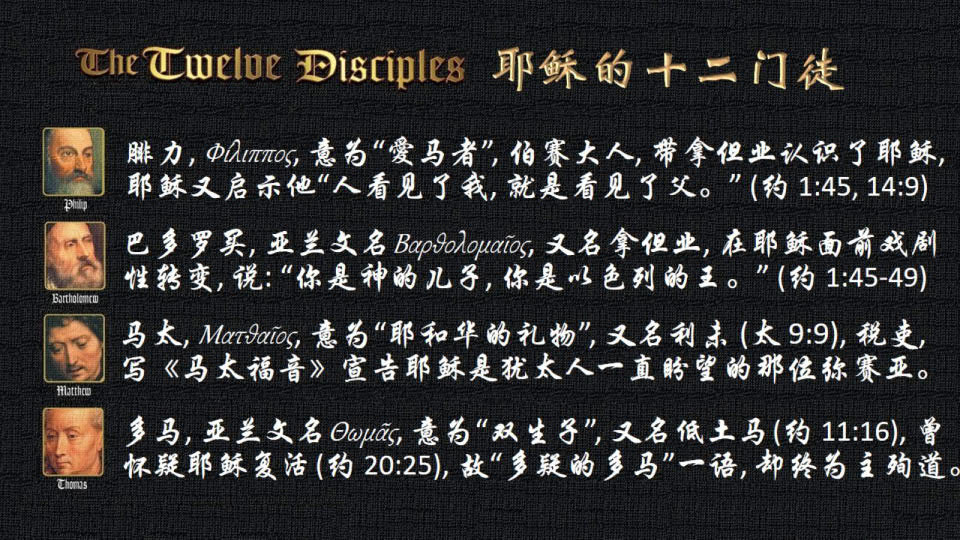 The Twelve Disciples 耶稣的十二门徒
腓力, Φίλιππος, 意为“愛马者”, 伯赛大人, 带拿但业认识了耶稣,
耶稣又启示他“人看见了我, 就是看见了父。” (约 1:45, 14:9)
Philip
巴多罗买, 亚兰文名 Βαρθολομαῖος, 又名拿但业, 在耶稣面前戏剧
性转变, 说: “你是神的儿子, 你是以色列的王。” (约 1:45-49)
Bartholomew
马太, Ματθαῖος, 意为“耶和华的礼物”, 又名利未 (太 9:9), 税吏,
写《马太福音》宣告耶稣是犹太人一直盼望的那位弥赛亚。
Matthew
多马, 亚兰文名 Θωμᾶς, 意为“双生子”, 又名低土马 (约 11:16), 曾
怀疑耶稣复活 (约 20:25), 故“多疑的多马”一语, 却终为主殉道。
Thomas